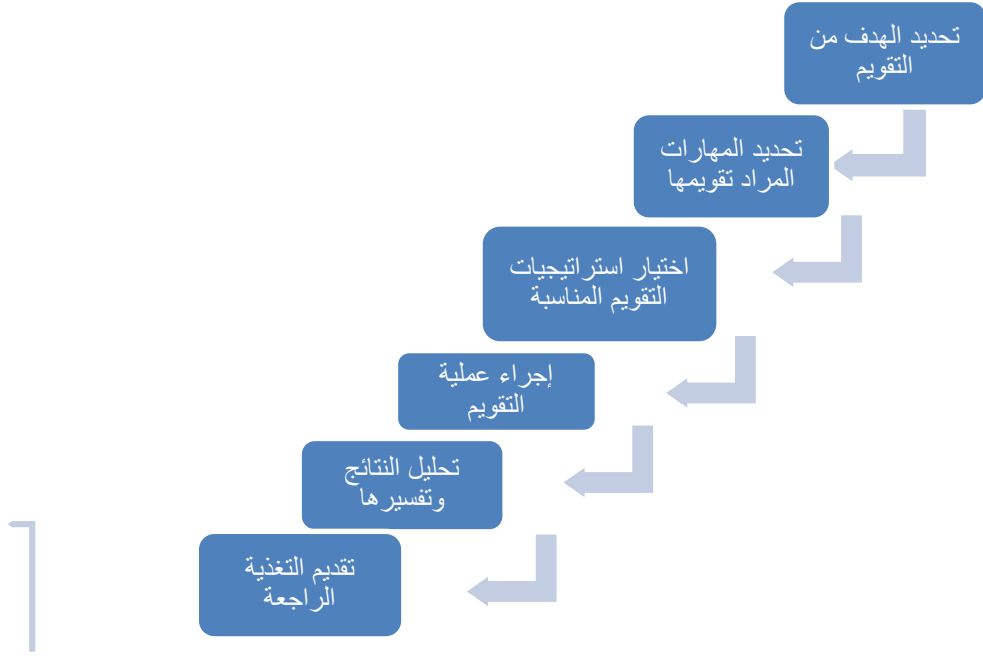 تحديد الهدف من
التقويم
تحديد المهارات
المراد تقويمها
اختيار استراتيجيات
التقويم المناسبة
إجراء عملية
التقويم
تحليل النتائج
وتفسيرها
تقديم التغذية
الراجعة